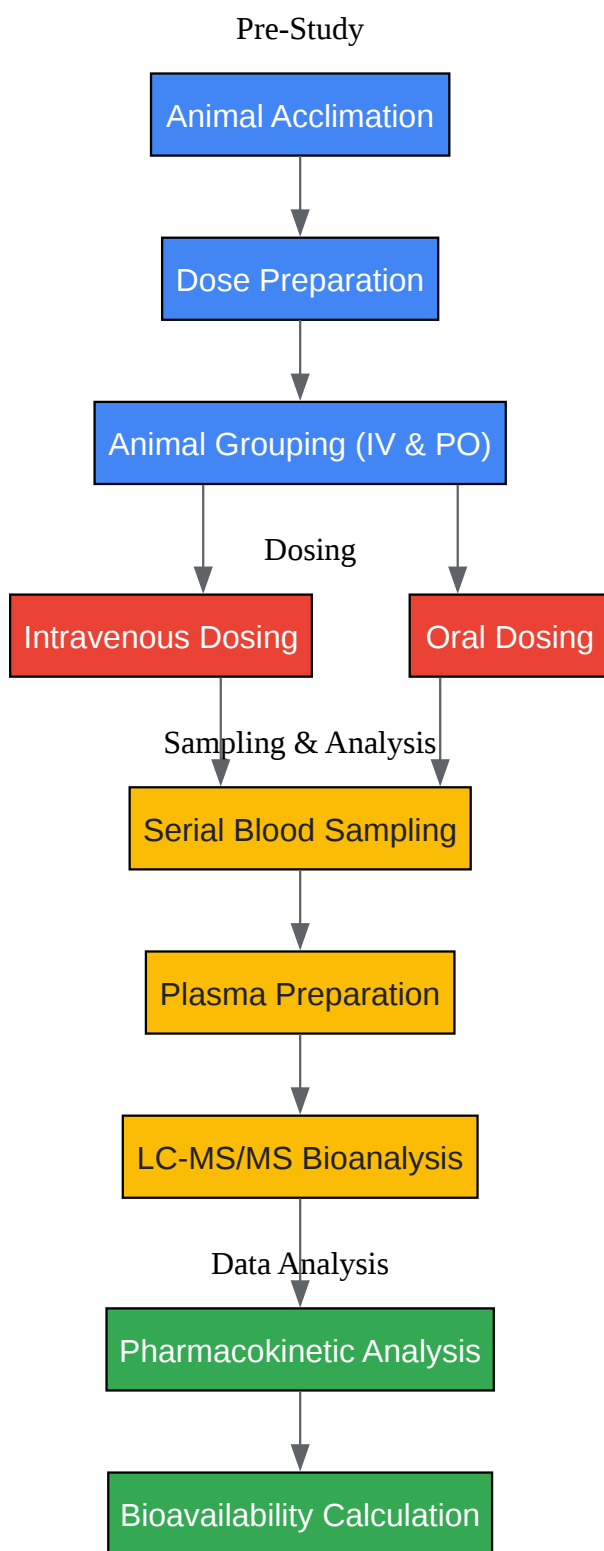 Pre-Study
Animal Acclimation
Dose Preparation
Animal Grouping (IV & PO)
Dosing
Intravenous Dosing
Oral Dosing
Sampling & Analysis
Serial Blood Sampling
Plasma Preparation
LC-MS/MS Bioanalysis
Data Analysis
Pharmacokinetic Analysis
Bioavailability Calculation